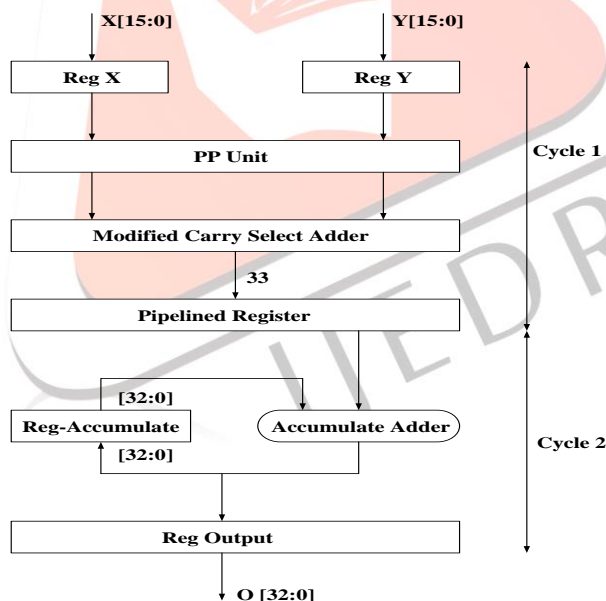 X[15:0]
Y[15:0]
Reg X
Reg Y
PP Unit
Cycle 1
Modified Carry Select Adder
33
Pipelined Register
[32:0]
Reg-Accumulate
Accumulate Adder
[32:0]
Cycle 2
Reg Output
O [32:0]
IJEDR